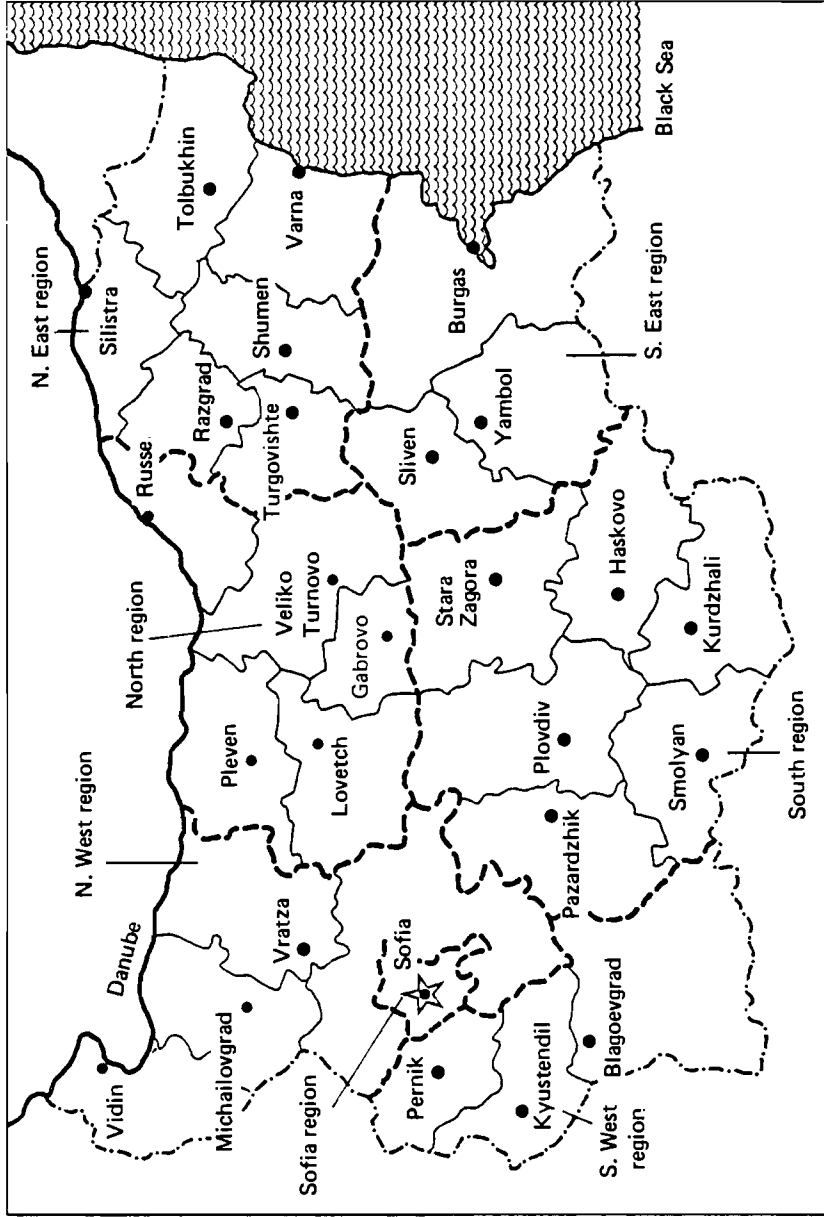 N. East region
N. West region
North region
Danube
Vidin
Michailovgrad
Vratza
Pleven
Lovetch
Gabrovo
Veliko
Turnovo
Russe
Razgrad
Turgovishte
Silistra
Shumen
Tolbukhin
Varna
Sofia region
Sofia
Pernik
Kyustendil
S. West
region
Blagoevgrad
Pazardzhik
Plovdiv
Smolyan
South region
Stara
Zagora
Haskovo
Kurdzhali
Sliven
Yambol
Burgas
S. East region
Black Sea